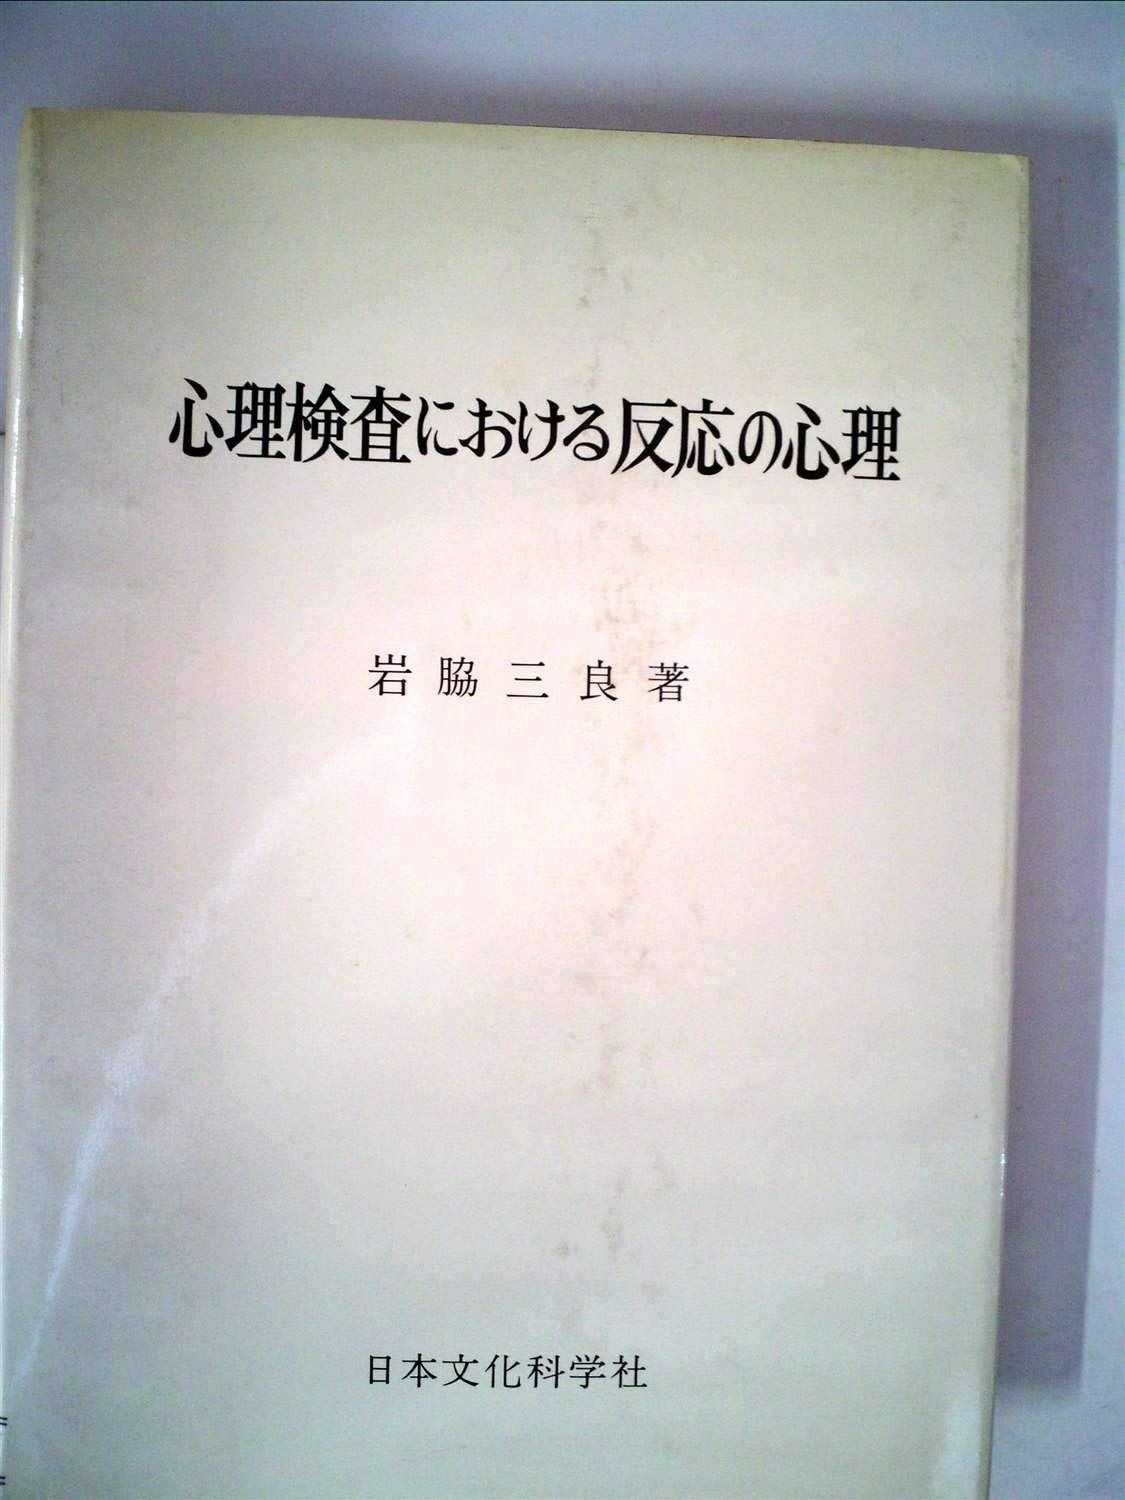 心理検査における反応の心理
岩脇三良著
日本文化科学社